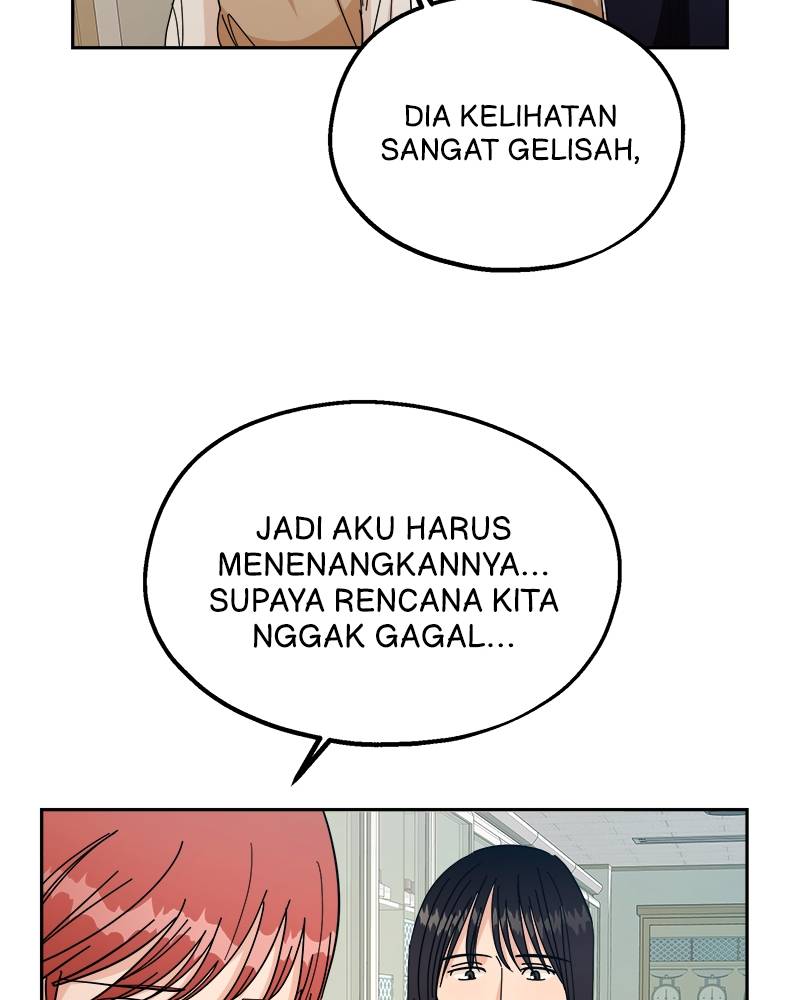 DIA KELIHATAN
SANGAT GELISAH,
JADI AKU HARUS
MENENANGKANNYA...
SUPAYA RENCANA KITA
NGGAK GAGAL...